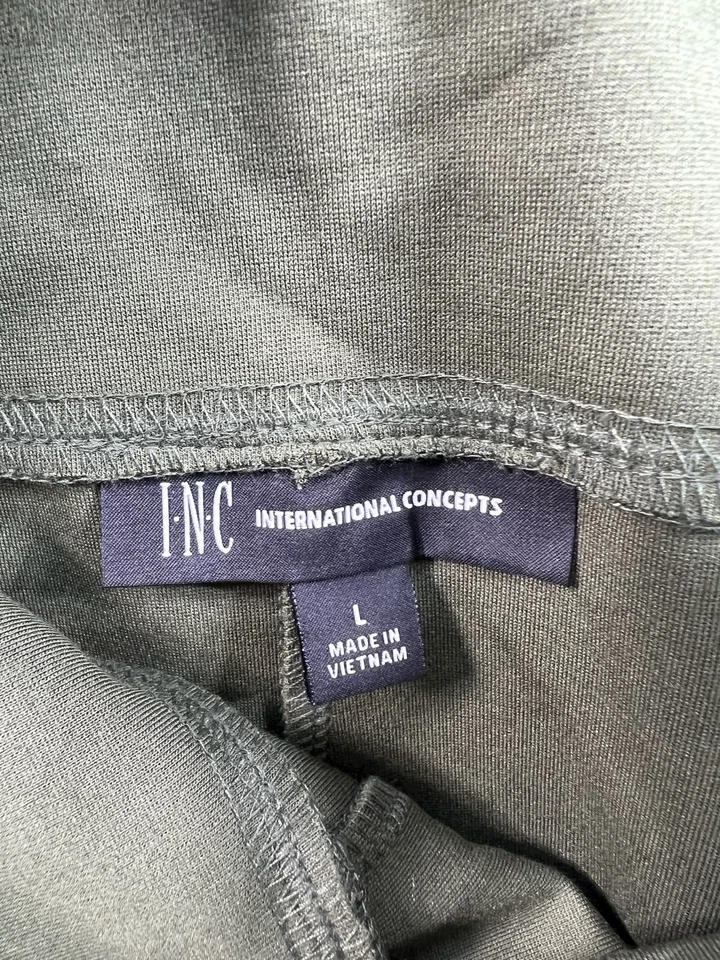 I·N·C INTERNATIONAL CONCEPTS
L
MADE IN
VIETNAM